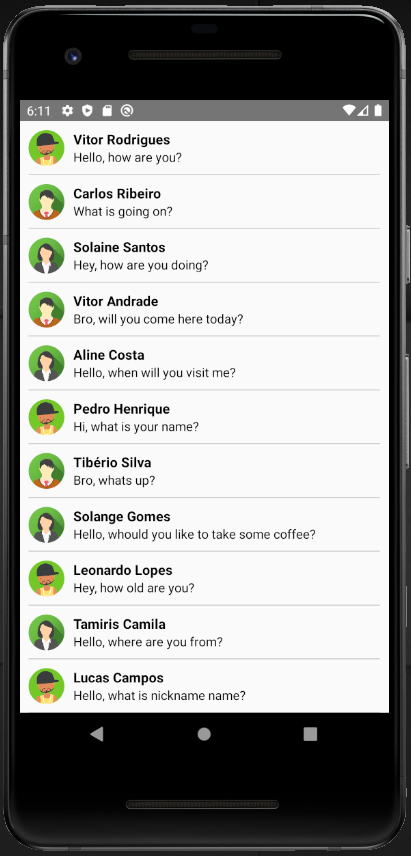 6:11
Vitor Rodrigues
Hello, how are you?
Carlos Ribeiro
What is going on?
Solaine Santos
Hey, how are you doing?
Vitor Andrade
Bro, will you come here today?
Aline Costa
Hello, when will you visit me?
Pedro Henrique
Hi, what is your name?
Tibério Silva
Bro, whats up?
Solange Gomes
Hello, whould you like to take some coffee?
Leonardo Lopes
Hey, how old are you?
Tamiris Camila
Hello, where are you from?
Lucas Campos
Hello, what is nickname name?